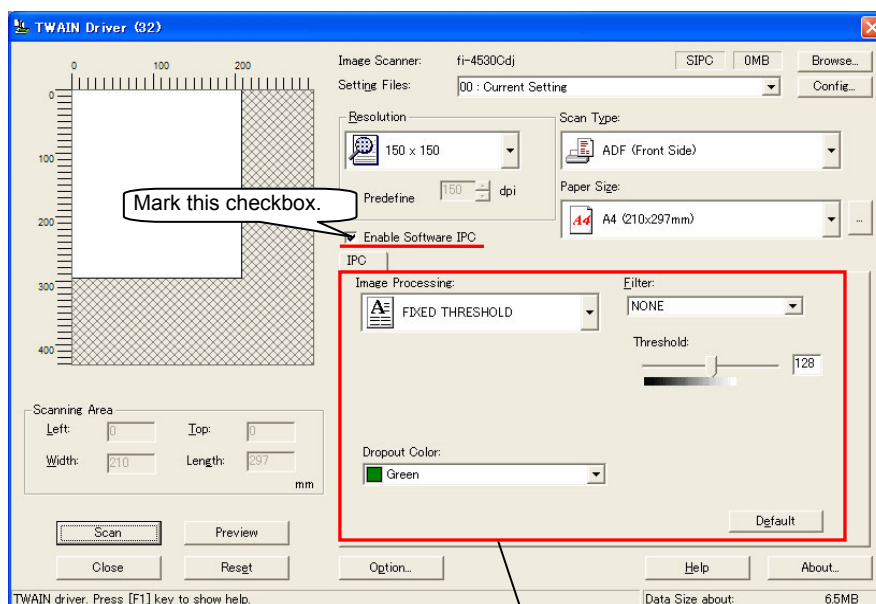 TWAIN Driver (32)
Image Scanner: fi-4530Cdj SIPC 0MB Browse...
Setting Files: 00 : Current Setting Config...
0 100 200
0
100
200
300
400
Resolution
150 x 150
Predefine 150 dpi
Scan Type:
ADF (Front Side)
Paper Size:
A4 A4 (210x297mm) ...
Mark this checkbox.
Enable Software IPC
IPC
Image Processing:
FIXED THRESHOLD
Filter:
NONE
Threshold:
128
Dropout Color:
Green
Default
Scanning Area
Left: 0 Top: 0
Width: 210 Length: 297
mm
Scan Preview
Close Reset Option... Help About...
TWAIN driver. Press [F1] key to show help. Data Size about: 6.5MB